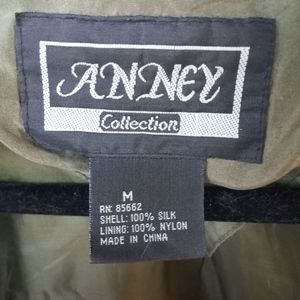 ANNEY
Collection
M
RN: 85662
SHELL: 100% SILK
LINING: 100% NYLON
MADE IN CHINA